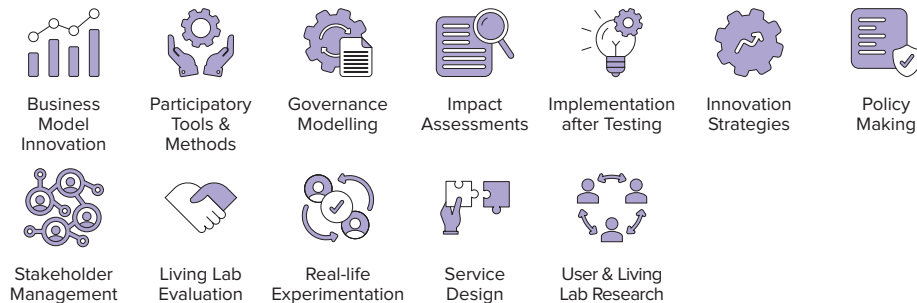 Business
Model
Innovation
Participatory
Tools &
Methods
Governance
Modelling
Impact
Assessments
Implementation
after Testing
Innovation
Strategies
Policy
Making
Stakeholder
Management
Living Lab
Evaluation
Real-life
Experimentation
Service
Design
User & Living
Lab Research